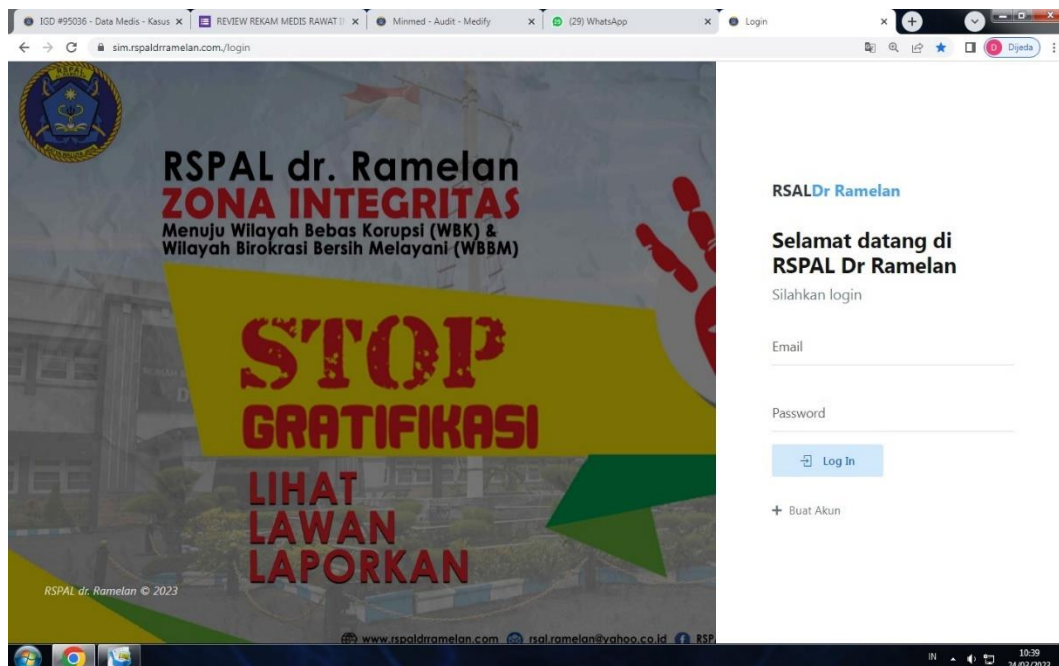 IGD #95036 - Data Medis - Kasus
REVIEW REKAM MEDIS RAWAT
Minmed - Audit - Medify
(29) WhatsApp
Login
sim.rspaldrramelan.com./login
D Dijeda
RSPAL
RSPAL dr. Ramelan
ZONA INTEGRITAS
Menuju Wilayah Bebas Korupsi (WBK) &
Wilayah Birokrasi Bersih Melayani (WBBM)
STOP
GRATIFIKASI
LIHAT
LAWAN
LAPORKAN
RSPAL dr. Ramelan © 2023
www.rspaldrramelan.com rsal.ramelan@yahoo.co.id RSP
RSALDr Ramelan
Selamat datang di
RSPAL Dr Ramelan
Silahkan login
Email
Password
Log In
+ Buat Akun
IN
10:39